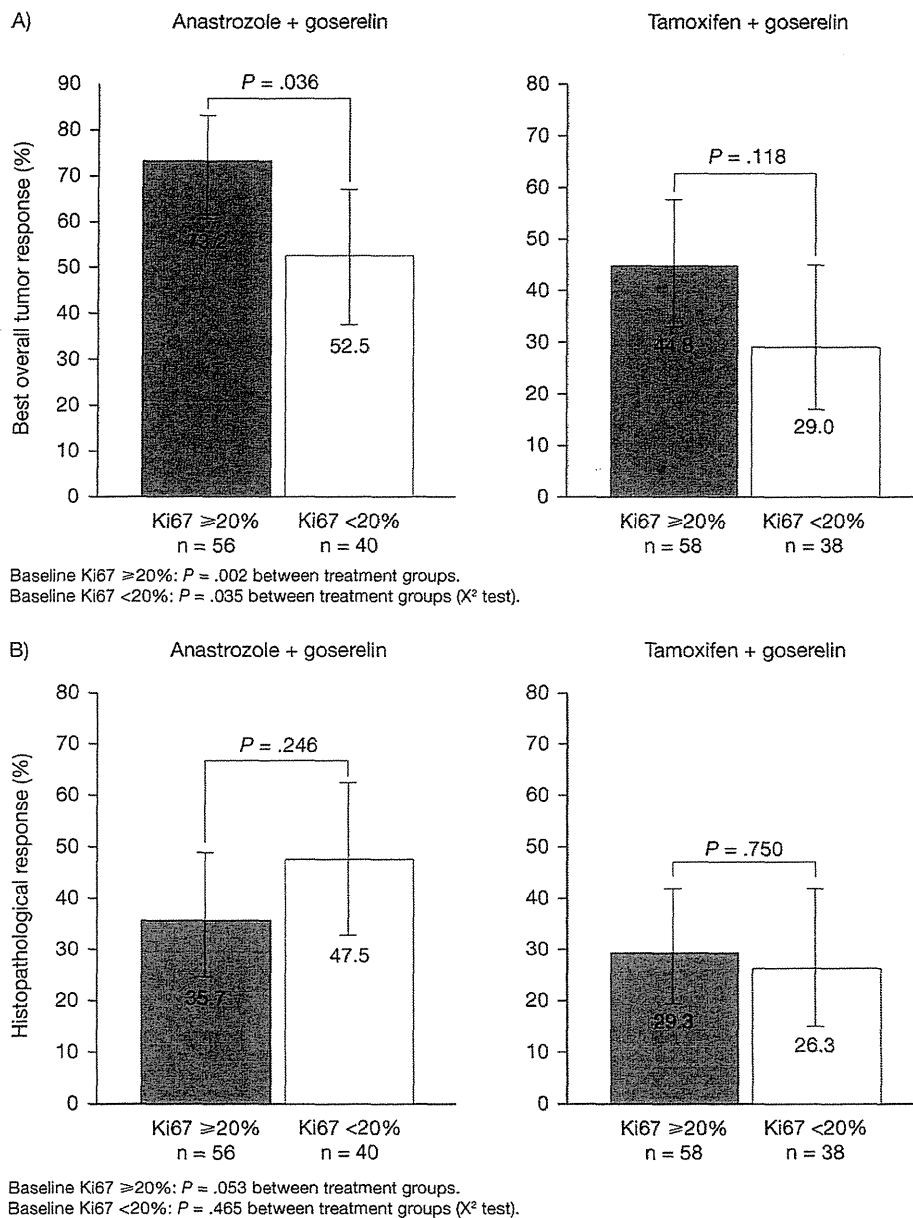 A)
Anastrozole + goserelin
Tamoxifen + goserelin
Best overall tumor response (%)
90
80
70
60
50
40
30
20
10
0
P = .036
73.2
52.5
Ki67 ≥20%
n = 56
Ki67 <20%
n = 40
80
70
60
50
40
30
20
10
0
P = .118
44.8
29.0
Ki67 ≥20%
n = 58
Ki67 <20%
n = 38
Baseline Ki67 ≥20%: P = .002 between treatment groups.
Baseline Ki67 <20%: P = .035 between treatment groups (X² test).
B)
Anastrozole + goserelin
Tamoxifen + goserelin
Histopathological response (%)
80
70
60
50
40
30
20
10
0
P = .246
35.7
47.5
Ki67 ≥20%
n = 56
Ki67 <20%
n = 40
80
70
60
50
40
30
20
10
0
P = .750
29.3
26.3
Ki67 ≥20%
n = 58
Ki67 <20%
n = 38
Baseline Ki67 ≥20%: P = .053 between treatment groups.
Baseline Ki67 <20%: P = .465 between treatment groups (X² test).